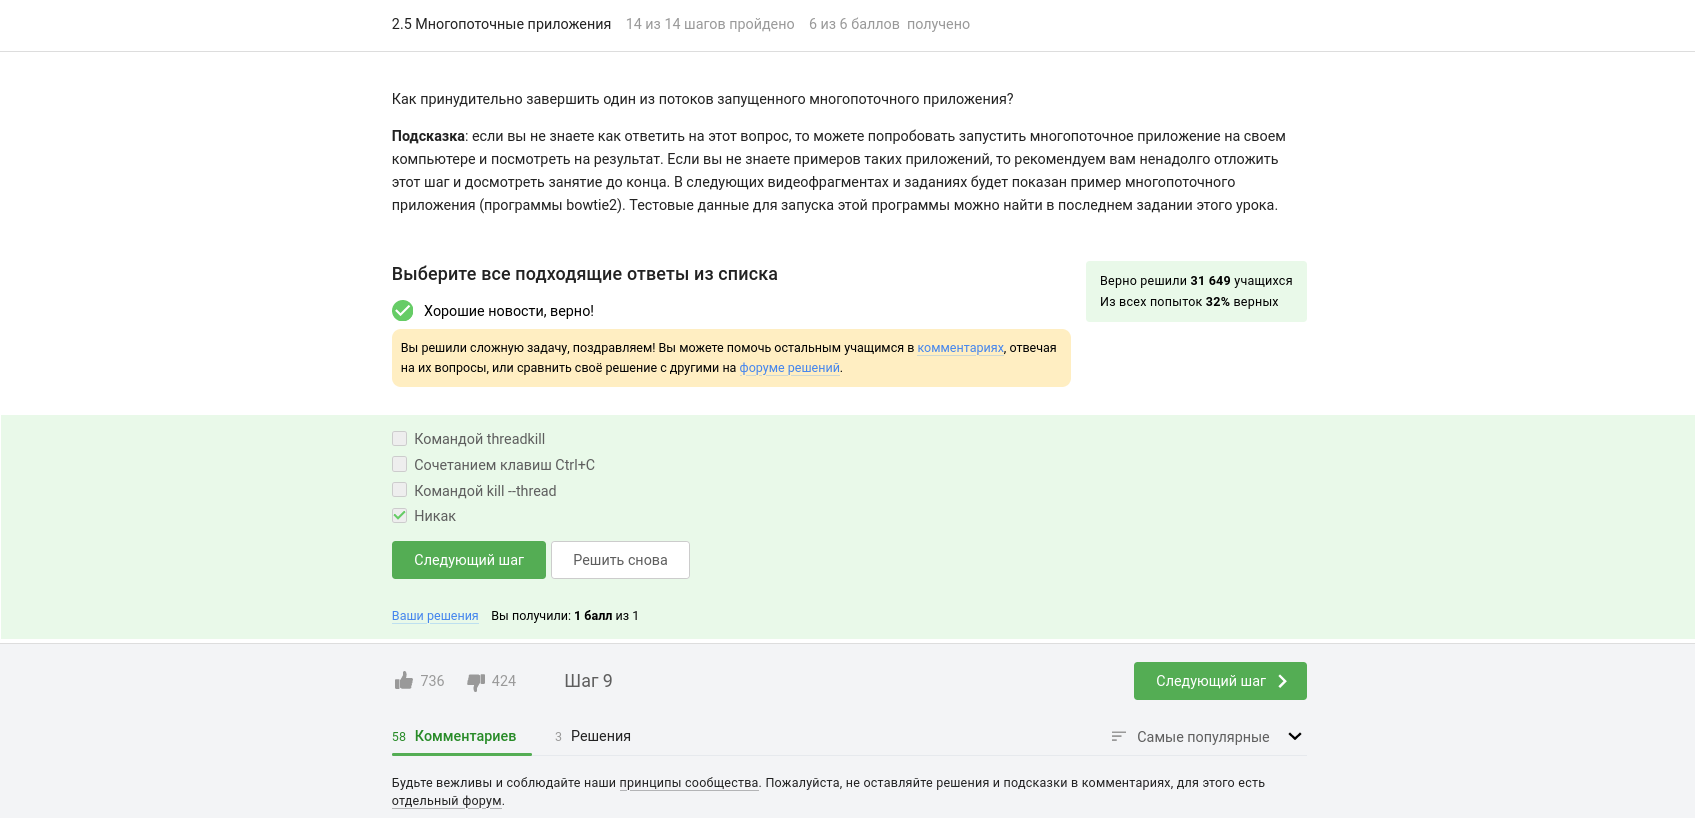 2.5 Многопоточные приложения 14 из 14 шагов пройдено 6 из 6 баллов получено
Как принудительно завершить один из потоков запущенного многопоточного приложения?
Подсказка: если вы не знаете как ответить на этот вопрос, то можете попробовать запустить многопоточное приложение на своем
компьютере и посмотреть на результат. Если вы не знаете примеров таких приложений, то рекомендуем вам ненадолго отложить
этот шаг и досмотреть занятие до конца. В следующих видеофрагментах и заданиях будет показан пример многопоточного
приложения (программы bowtie2). Тестовые данные для запуска этой программы можно найти в последнем задании этого урока.
Выберите все подходящие ответы из списка
Верно решили 31 649 учащихся
Из всех попыток 32% верных
Хорошие новости, верно!
Вы решили сложную задачу, поздравляем! Вы можете помочь остальным учащимся в комментариях, отвечая
на их вопросы, или сравнить своё решение с другими на форуме решений.
Командой threadkill
Сочетанием клавиш Ctrl+C
Командой kill --thread
Никак
Следующий шаг Решить снова
Ваши решения Вы получили: 1 балл из 1
736 424 Шаг 9 Следующий шаг
58 Комментариев 3 Решения Самые популярные
Будьте вежливы и соблюдайте наши принципы сообщества. Пожалуйста, не оставляйте решения и подсказки в комментариях, для этого есть
отдельный форум.